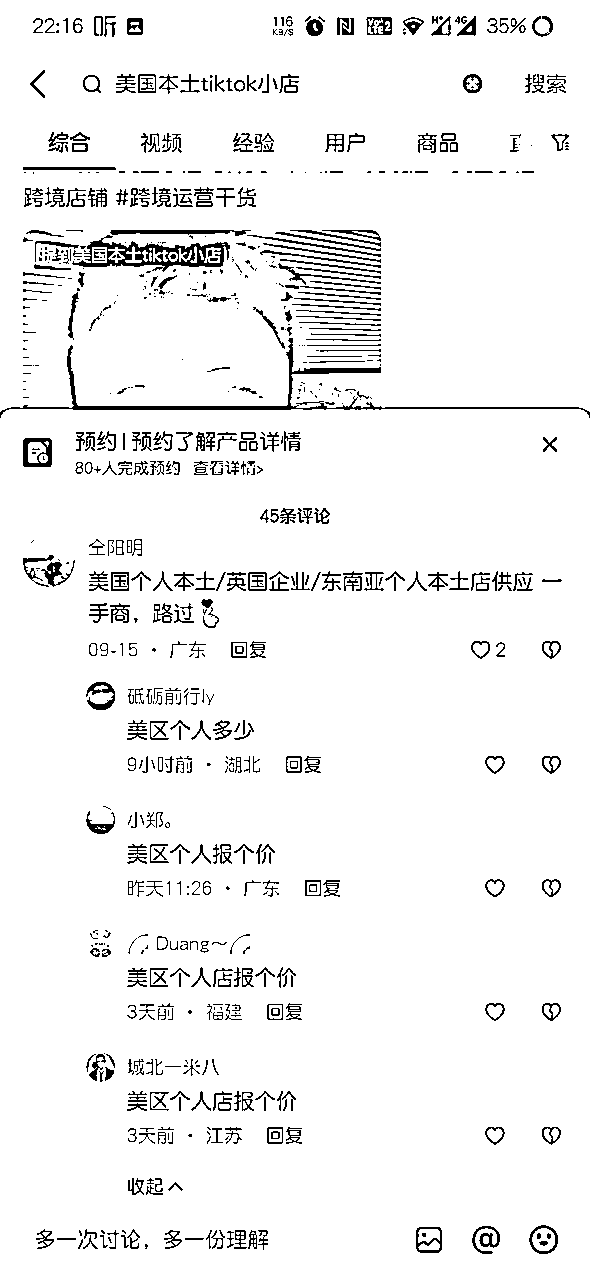 22:16 听
116
KB/S
35%
美国本土tiktok小店
搜索
综合 视频 经验 用户 商品
跨境店铺 #跨境运营干货
提到美国本土tiktok小店
预约 | 预约了解产品详情
80+人完成预约 查看详情>
45条评论
仝阳明
美国个人本土/英国企业/东南亚个人本土店供应 一
手商，路过
09-15 · 广东 回复
2
砥砺前行ly
美区个人多少
9小时前 · 湖北 回复
小郑。
美区个人报个价
昨天11:26 · 广东 回复
Duang～
美区个人店报个价
3天前 · 福建 回复
城北一米八
美区个人店报个价
3天前 · 江苏 回复
收起
多一次讨论，多一份理解